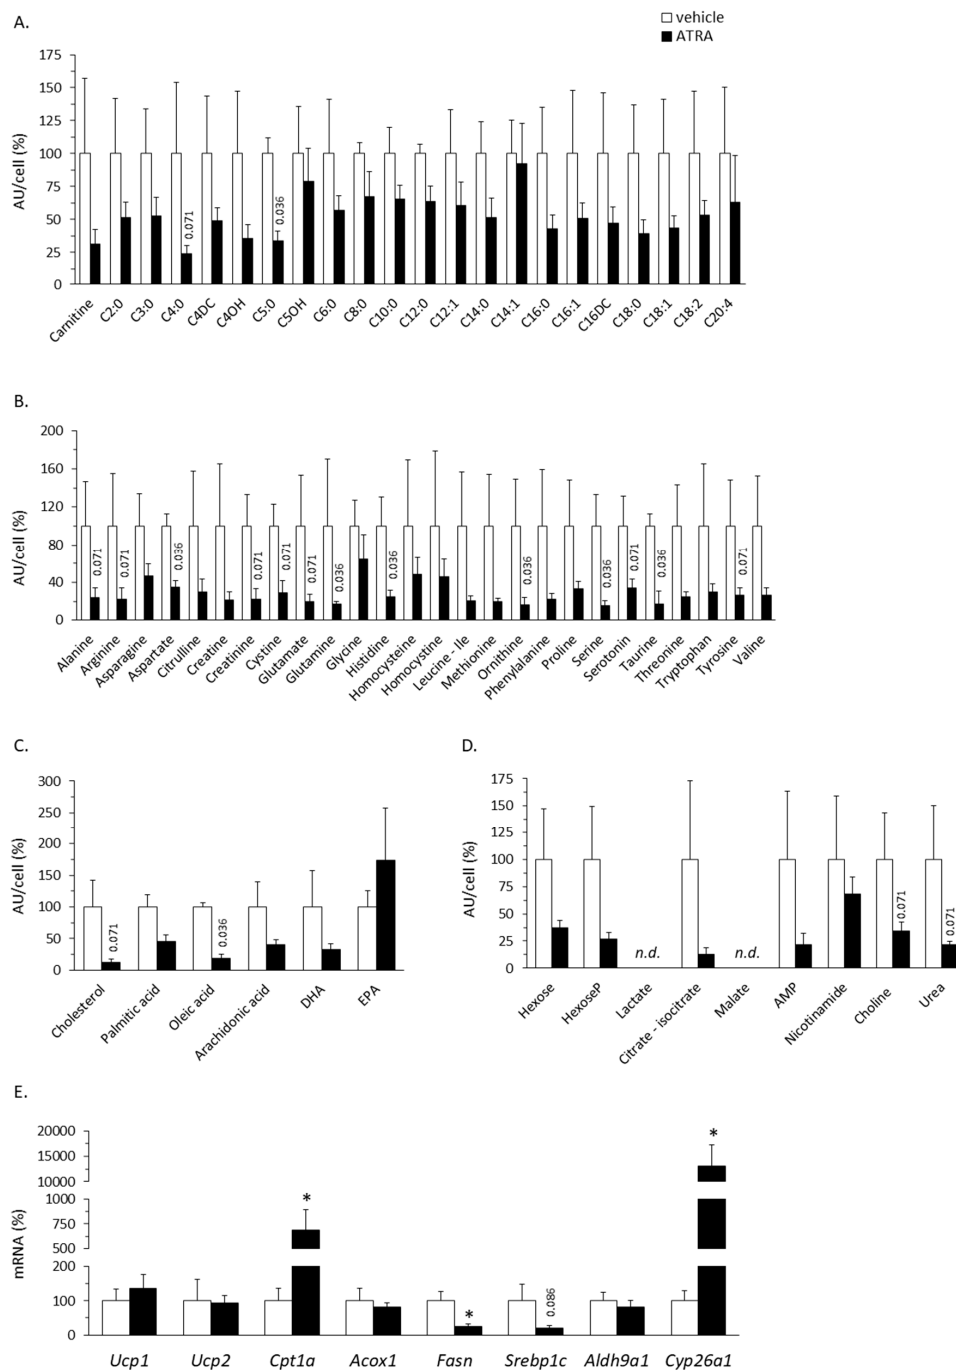 A.
vehicle
ATRA
AU/cell (%)
175
150
125
100
75
50
25
0
0.071
0.036
Carnitine
C2:0
C3:0
C4:0
C4DC
C4OH
C5:0
C5OH
C6:0
C8:0
C10:0
C12:0
C12:1
C14:0
C14:1
C16:0
C16:1
C16DC
C18:0
C18:1
C18:2
C20:4
B.
AU/cell (%)
200
160
120
80
40
0
0.071
0.071
0.036
0.071
0.071
0.071
0.036
0.036
0.036
0.036
0.071
0.036
0.071
Alanine
Arginine
Asparagine
Aspartate
Citrulline
Creatine
Creatinine
Cystine
Glutamate
Glutamine
Glycine
Histidine
Homocysteine
Homocystine
Leucine - Ile
Methionine
Ornithine
Phenylalanine
Proline
Serine
Serotonin
Taurine
Threonine
Tryptophan
Tyrosine
Valine
C.
AU/cell (%)
300
250
200
150
100
50
0
0.071
0.036
Cholesterol
Palmitic acid
Oleic acid
Arachidonic acid
DHA
EPA
D.
AU/cell (%)
175
150
125
100
75
50
25
0
n.d.
n.d.
0.071
0.071
Hexose
HexoseP
Lactate
Citrate - isocitrate
Malate
AMP
Nicotinamide
Choline
Urea
E.
mRNA (%)
20000
15000
10000
1000
750
500
200
100
0
*
*
0.086
*
Ucp1
Ucp2
Cpt1a
Acox1
Fasn
Srebp1c
Aldh9a1
Cyp26a1